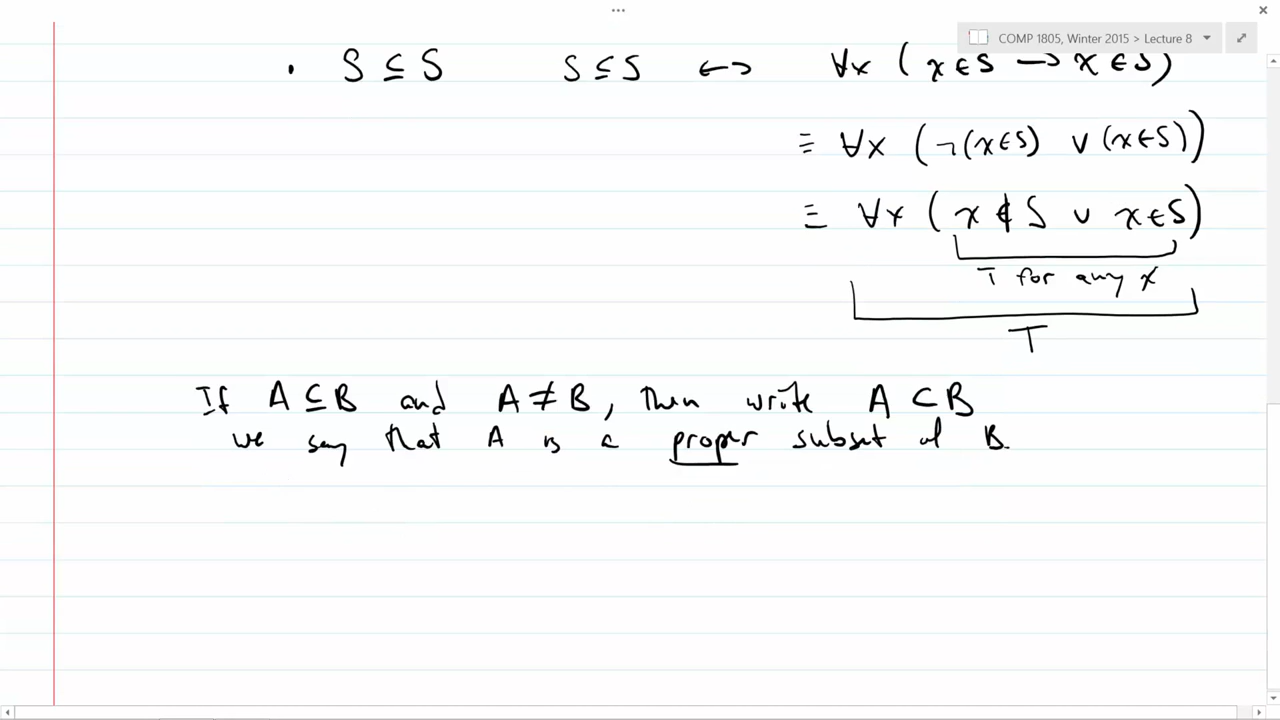 COMP 1805, Winter 2015 > Lecture 8
• S ⊆ S S ⊆ S ↔ ∀x (x ∈ S → x ∈ S)
≡ ∀x (¬(x ∈ S) ∨ (x ∈ S))
≡ ∀x (x ∉ S ∨ x ∈ S)
T for any x
T
If A ⊆ B and A ≠ B, then write A ⊂ B
we say that A is a proper subset of B.